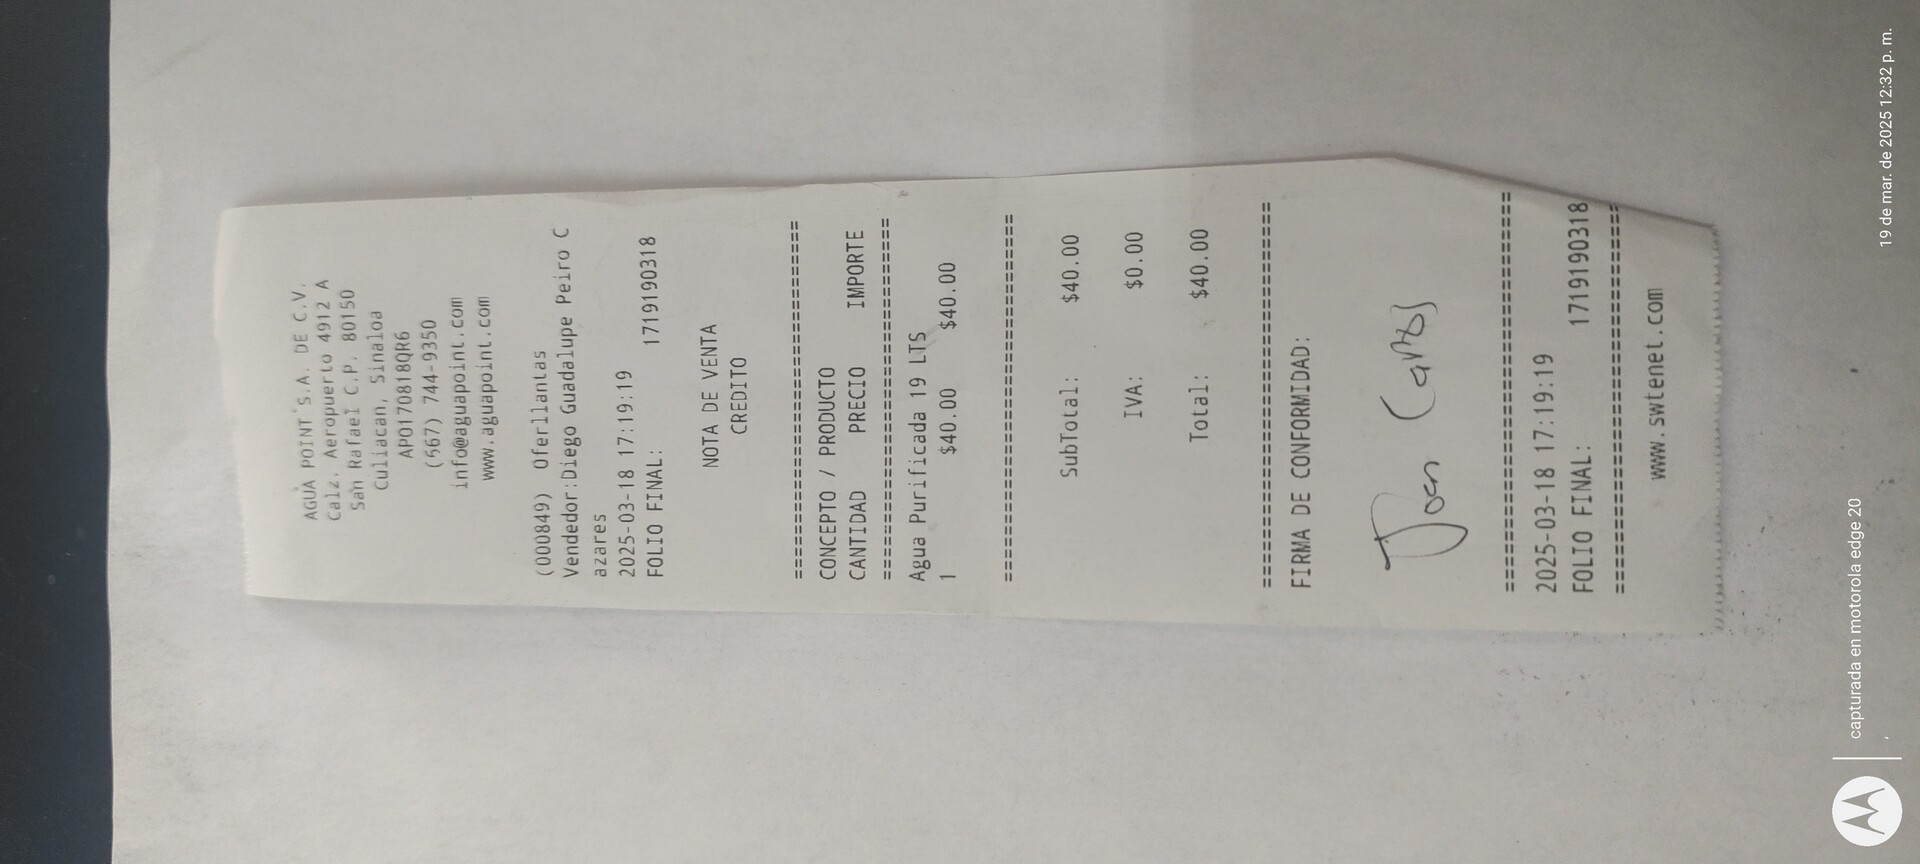 AGUA POINT S.A. DE C.V.
Calz. Aeropuerto 4912 A
San Rafael C.P. 80150
Culiacan, Sinaloa
APO170818QR6
(667) 744-9350
info@aguapoint.com
www.aguapoint.com
(000849) Oferllantas
Vendedor:Diego Guadalupe Peiro C
azares
2025-03-18 17:19:19
FOLIO FINAL: 1719190318
NOTA DE VENTA
CREDITO
================================
CONCEPTO / PRODUCTO
CANTIDAD PRECIO IMPORTE
================================
Agua Purificada 19 LTS
1 $40.00 $40.00
================================
SubTotal: $40.00
IVA: $0.00
Total: $40.00
================================
FIRMA DE CONFORMIDAD:
Juan Carlos
================================
2025-03-18 17:19:19
FOLIO FINAL: 1719190318
================================
www.swtenet.com
capturada en motorola edge 20
19 de mar. de 2025 12:32 p. m.